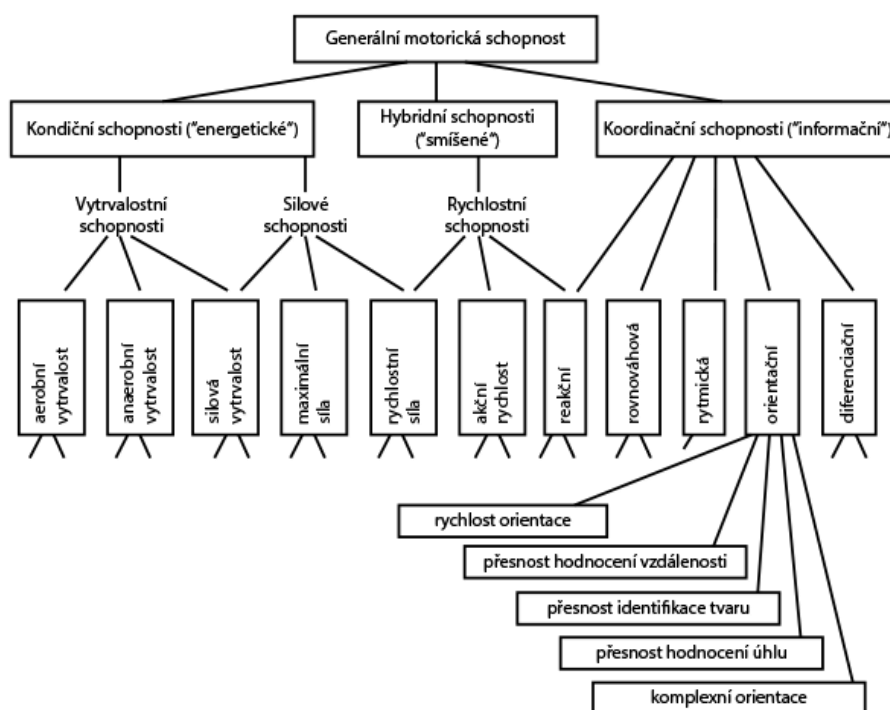 Generální motorická schopnost
Kondiční schopnosti (“energetické“)
Hybridní schopnosti
(“smíšené“)
Koordinační schopnosti (“informační“)
Vytrvalostní
schopnosti
Silové
schopnosti
Rychlostní
schopnosti
aerobní
vytrvalost
anaerobní
vytrvalost
silová
vytrvalost
maximální
síla
rychlostní
síla
akční
rychlost
reakční
rovnováhová
rytmická
orientační
diferenciační
rychlost orientace
přesnost hodnocení vzdálenosti
přesnost identifikace tvaru
přesnost hodnocení úhlu
komplexní orientace